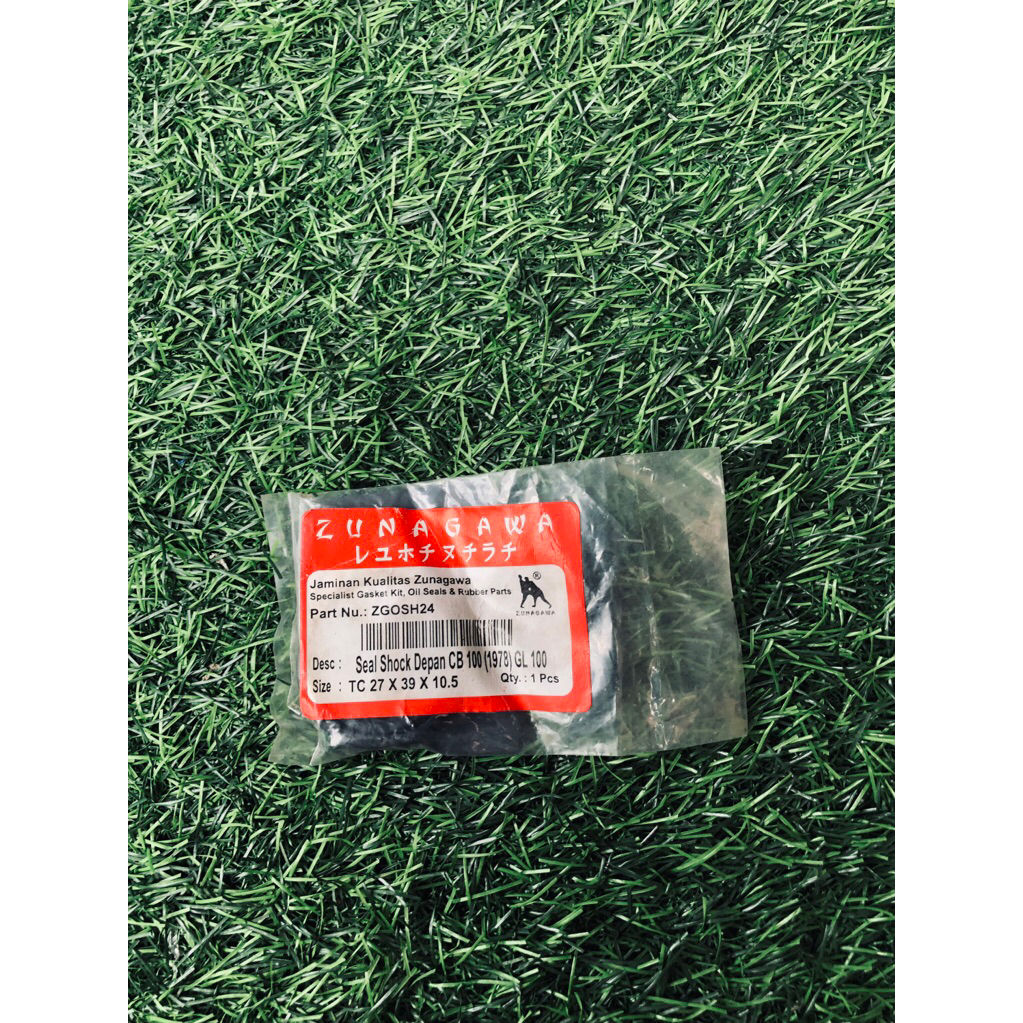 ZUNAGAWA
レユホチヌチラチ
Jaminan Kualitas Zunagawa
Specialist Gasket Kit, Oil Seals & Rubber Parts
®
ZUNAGAWA
Part Nu.: ZGOSH24
Desc : Seal Shock Depan CB 100 (1978) GL 100
Size : TC 27 X 39 X 10.5 Qty. : 1 Pcs